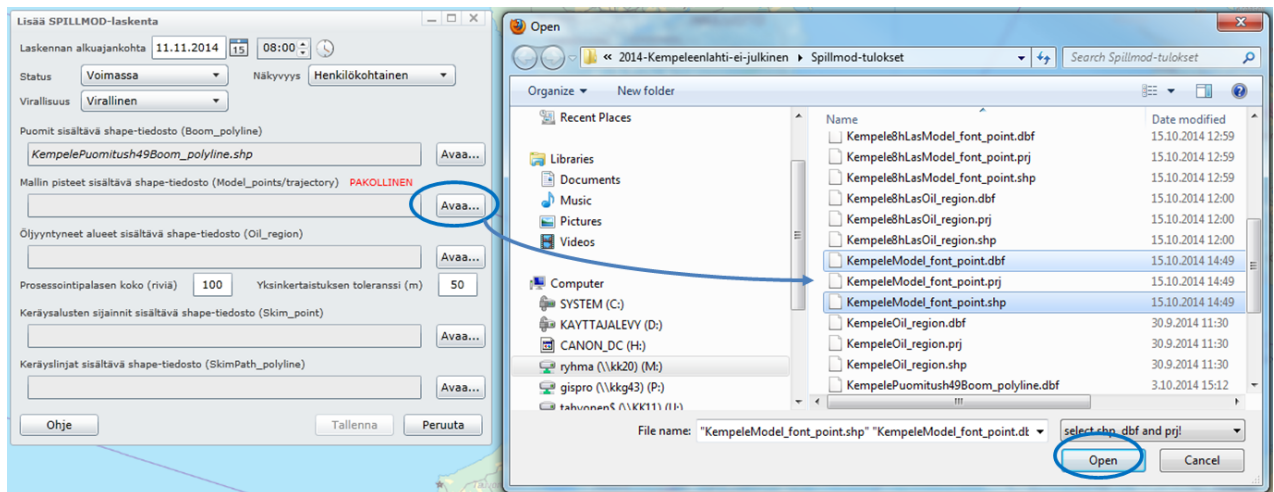 Lisää SPILLMOD-laskenta
Laskennan alkuajankohta 11.11.2014 15 08:00
Status Voimassa Näkyvyys Henkilökohtainen
Virallisuus Virallinen
Puomit sisältävä shape-tiedosto (Boom_polyline)
KempelePuomitush49Boom_polyline.shp Avaa...
Mallin pisteet sisältävä shape-tiedosto (Model_points/trajectory) PAKOLLINEN
Avaa...
Öljyyntyneet alueet sisältävä shape-tiedosto (Oil_region)
Avaa...
Prosessointipalasen koko (riviä) 100 Yksinkertaistuksen toleranssi (m) 50
Keräysalusten sijainnit sisältävä shape-tiedosto (Skim_point)
Avaa...
Keräyslinjat sisältävä shape-tiedosto (SkimPath_polyline)
Avaa...
Ohje Tallenna Peruuta
Open
« 2014-Kempeleenlahti-ei-julkinen Spillmod-tulokset Search Spillmod-tulokset
Organize New folder
Recent Places
Libraries
Documents
Music
Pictures
Videos
Computer
SYSTEM (C:)
KAYTTAJALEVY (D:)
CANON_DC (H:)
ryhma (\\kk20) (M:)
gispro (\\kkg43) (P:)
tahvonen$ (\\KK11) (U:)
Name Date modified
Kempele8hLasModel_font_point.dbf 15.10.2014 12:59
Kempele8hLasModel_font_point.prj 15.10.2014 12:59
Kempele8hLasModel_font_point.shp 15.10.2014 12:59
Kempele8hLasOil_region.dbf 15.10.2014 12:00
Kempele8hLasOil_region.prj 15.10.2014 12:00
Kempele8hLasOil_region.shp 15.10.2014 12:00
KempeleModel_font_point.dbf 15.10.2014 14:49
KempeleModel_font_point.prj 15.10.2014 14:49
KempeleModel_font_point.shp 15.10.2014 14:49
KempeleOil_region.dbf 30.9.2014 11:30
KempeleOil_region.prj 30.9.2014 11:30
KempeleOil_region.shp 30.9.2014 11:30
KempelePuomitush49Boom_polyline.dbf 3.10.2014 15:12
File name: "KempeleModel_font_point.shp" "KempeleModel_font_point.dt select shp, dbf and prj!
Open Cancel